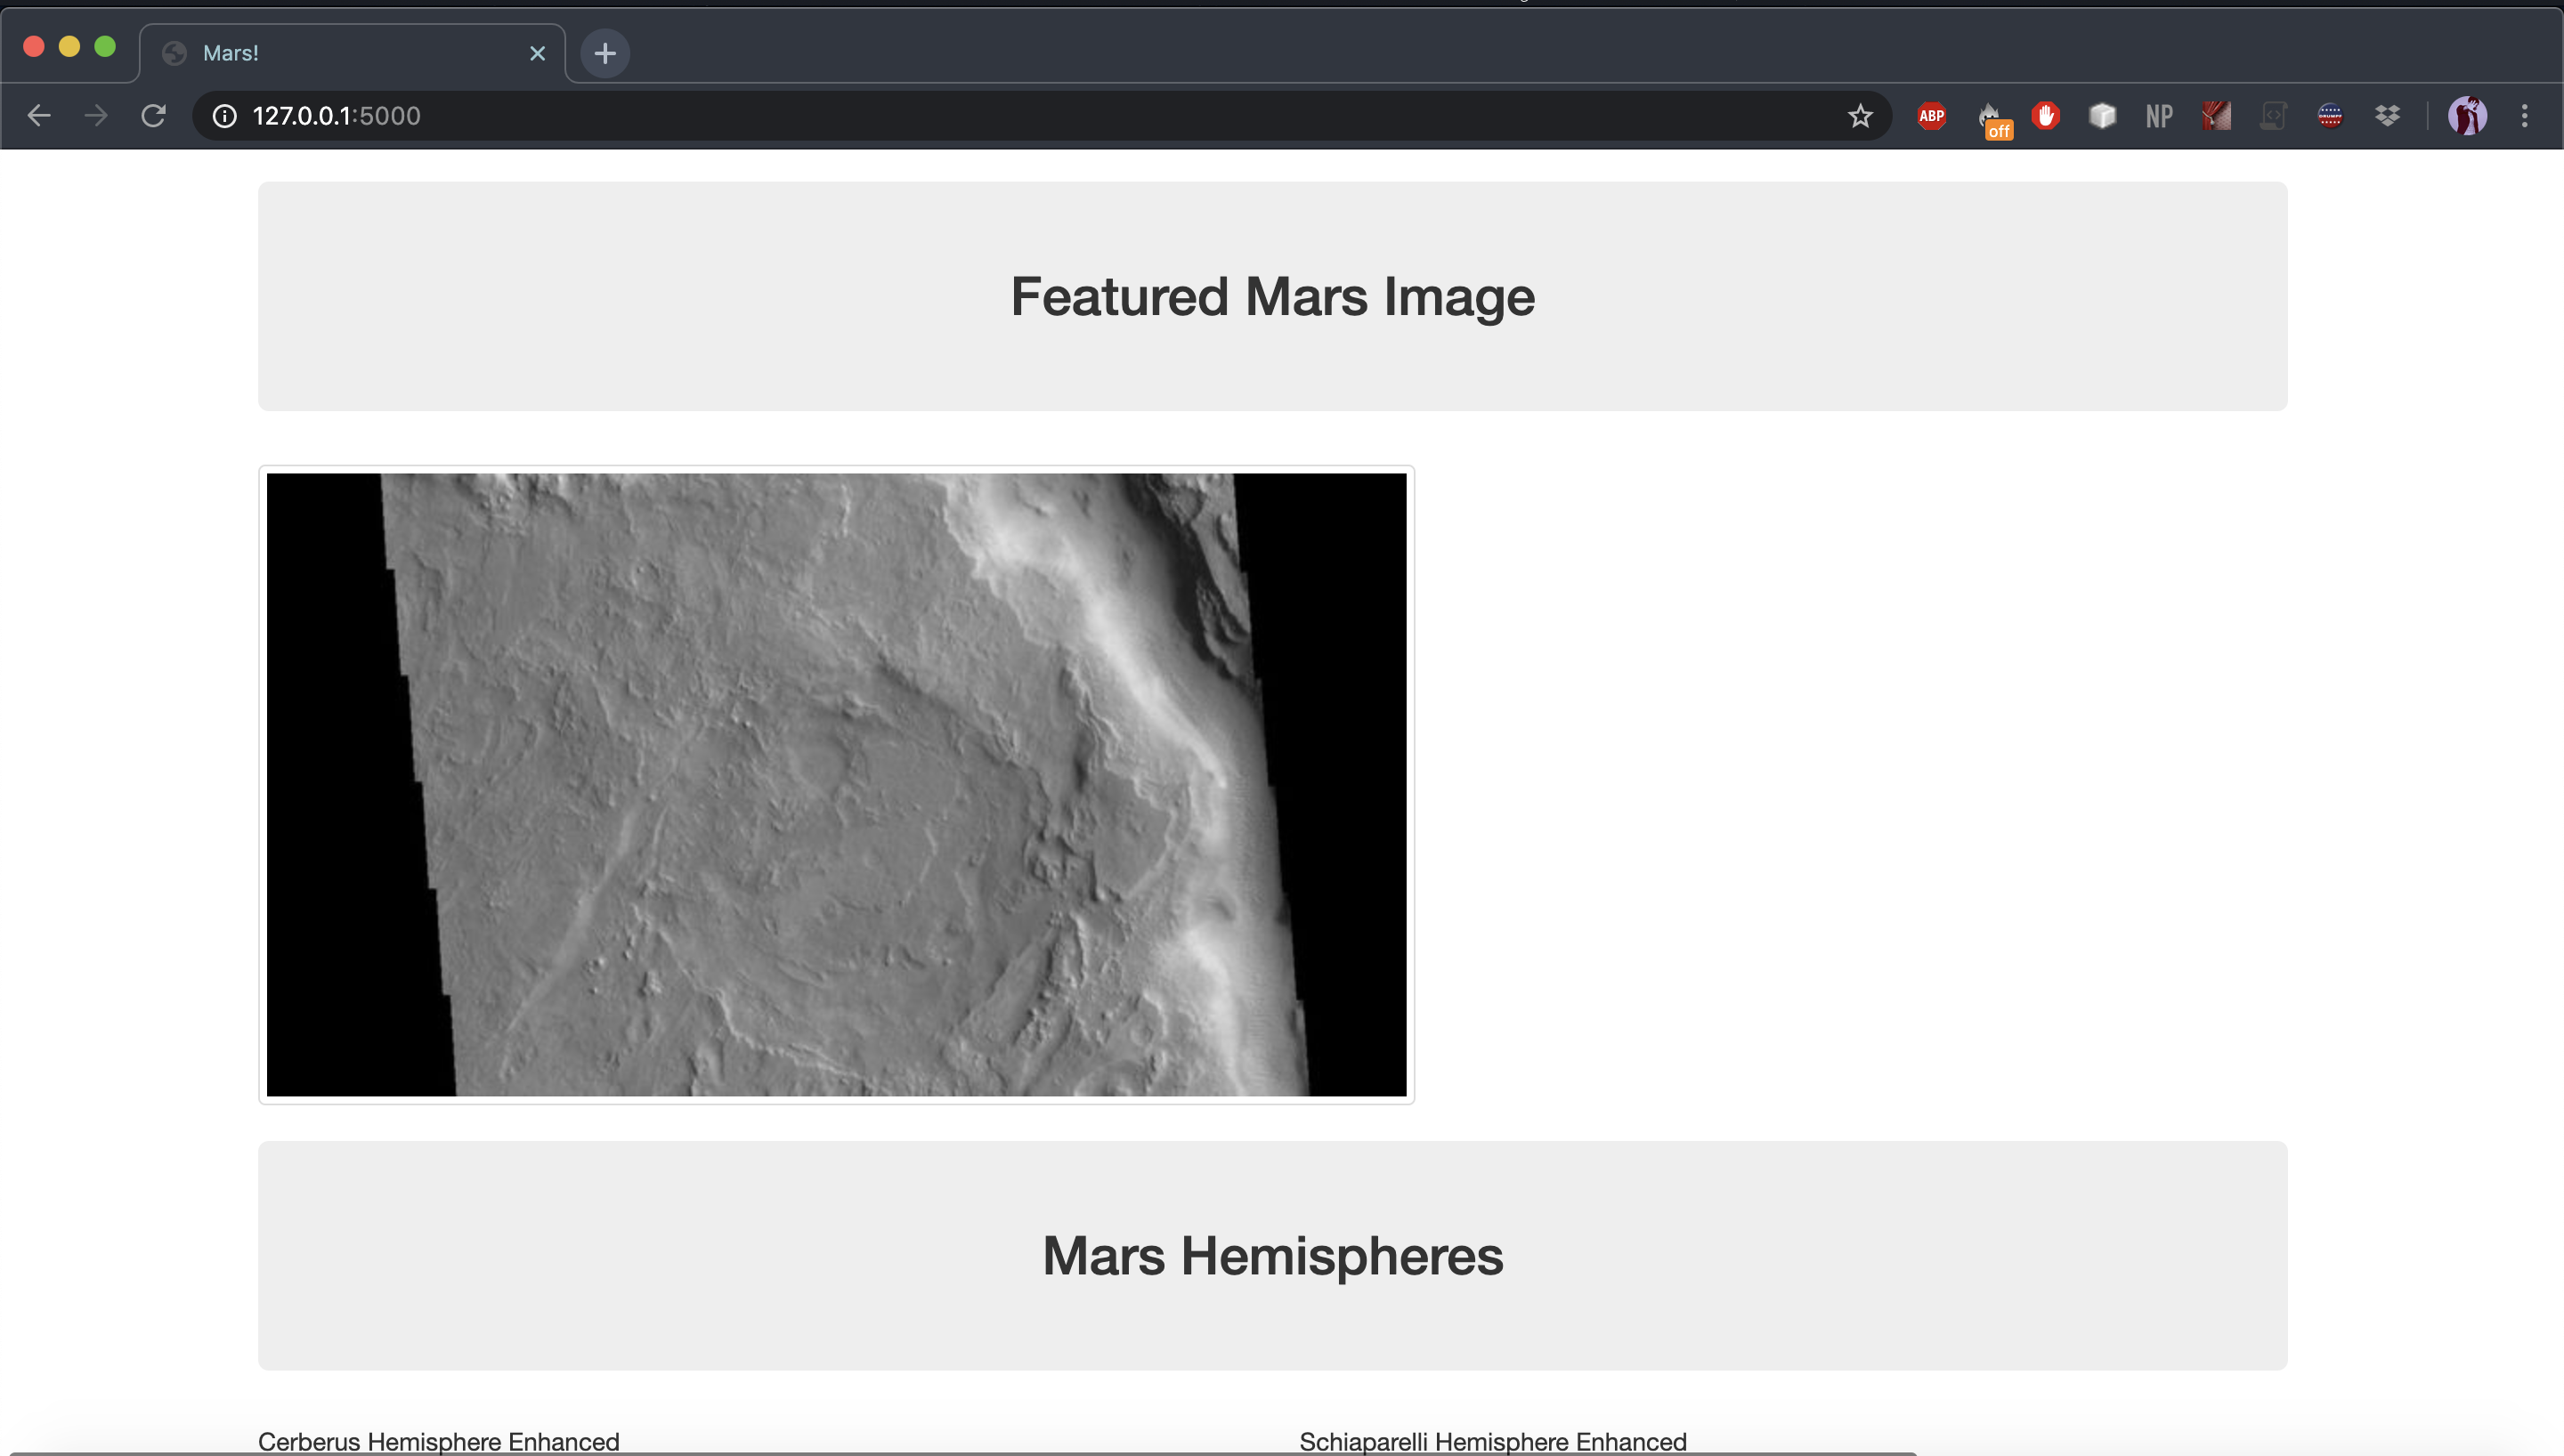 Mars!
127.0.0.1:5000
ABP
off
NP
Featured Mars Image
Mars Hemispheres
Cerberus Hemisphere Enhanced
Schiaparelli Hemisphere Enhanced